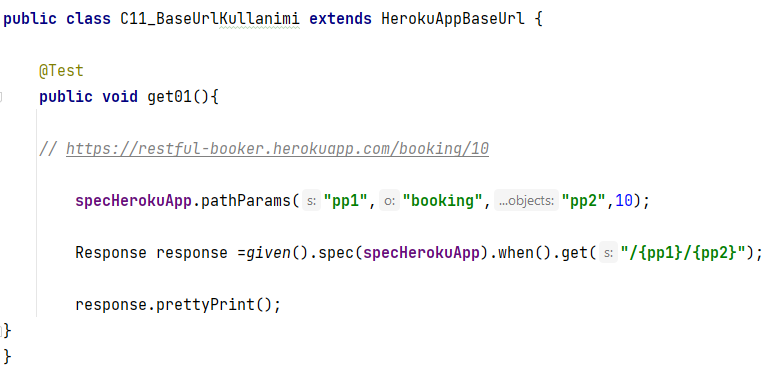 public class C11_BaseUrlKullanimi extends HerokuAppBaseUrl {
@Test
public void get01(){
// https://restful-booker.herokuapp.com/booking/10
specHerokuApp.pathParams( s: "pp1", o: "booking", ...objects: "pp2",10);
Response response =given().spec(specHerokuApp).when().get( s: "/{pp1}/{pp2}");
response.prettyPrint();
}
}